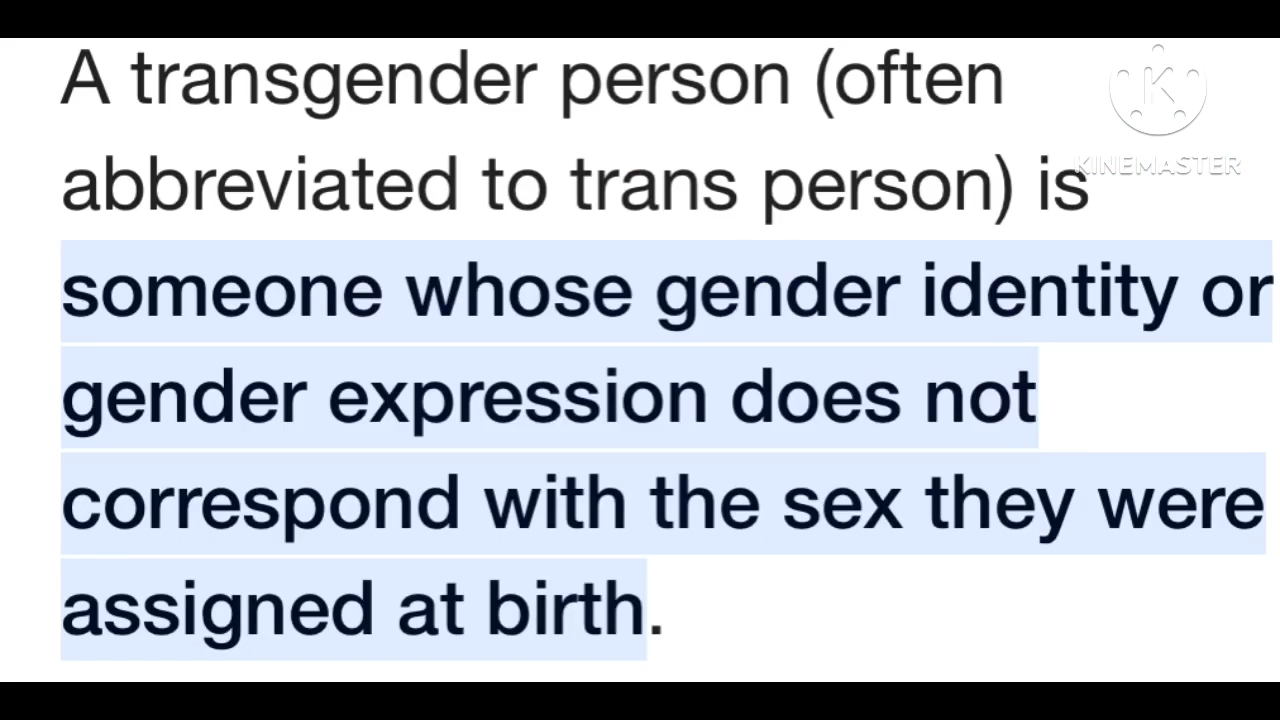 A transgender person (often
abbreviated to trans person) is
someone whose gender identity or
gender expression does not
correspond with the sex they were
assigned at birth.
K
KINEMASTER